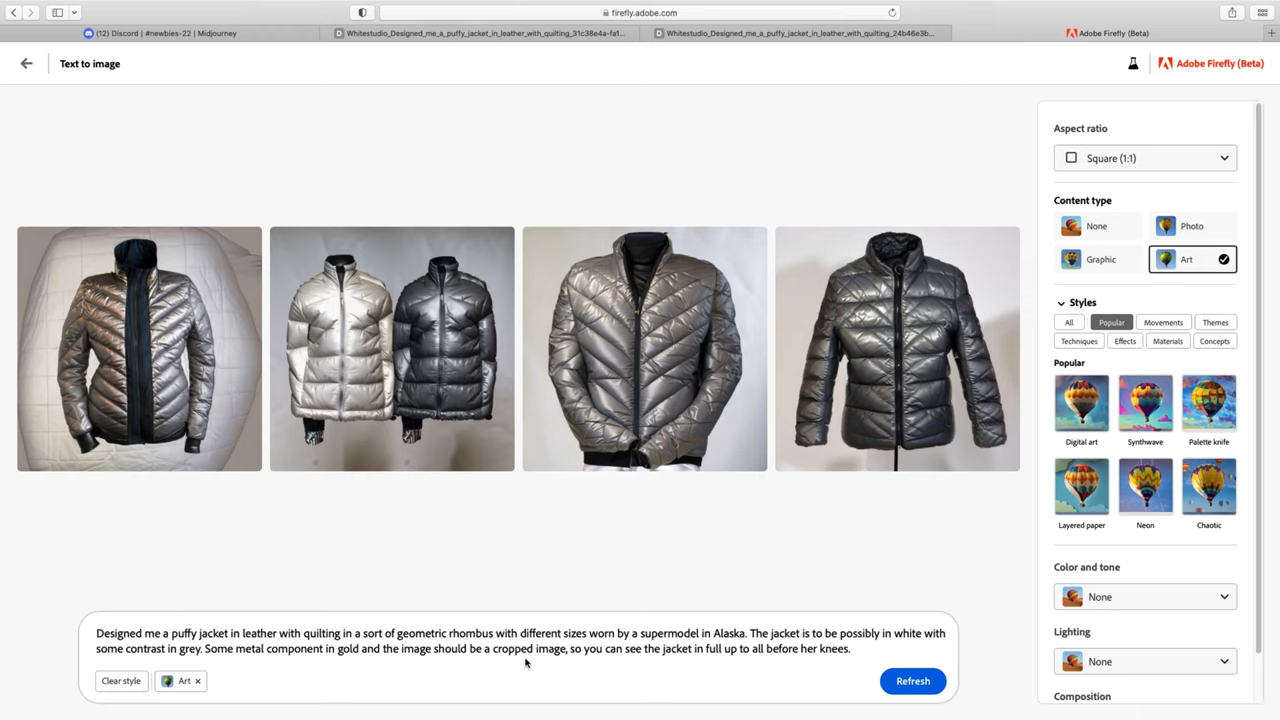 firefly.adobe.com
(12) Discord | #newbies-22 | Midjourney
Whitestudio_Designed_me_a_puffy_jacket_in_leather_with_quilting_31c38e4a-fa1...
Whitestudio_Designed_me_a_puffy_jacket_in_leather_with_quilting_24b46e3b...
Adobe Firefly (Beta)
Text to image
Adobe Firefly (Beta)
Aspect ratio
Square (1:1)
Content type
None
Photo
Graphic
Art
Styles
All
Popular
Movements
Themes
Techniques
Effects
Materials
Concepts
Popular
Digital art
Synthwave
Palette knife
Layered paper
Neon
Chaotic
Color and tone
None
Lighting
None
Composition
Designed me a puffy jacket in leather with quilting in a sort of geometric rhombus with different sizes worn by a supermodel in Alaska. The jacket is to be possibly in white with
some contrast in grey. Some metal component in gold and the image should be a cropped image, so you can see the jacket in full up to all before her knees.
Clear style
Art
Refresh